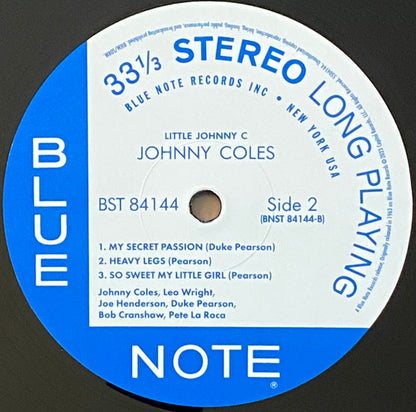 33⅓ STEREO LONG PLAYING
BLUE NOTE RECORDS INC • NEW YORK USA
LITTLE JOHNNY C
JOHNNY COLES
BST 84144
Side 2
(BNST 84144-B)
1. MY SECRET PASSION (Duke Pearson)
2. HEAVY LEGS (Pearson)
3. SO SWEET MY LITTLE GIRL (Pearson)
Johnny Coles, Leo Wright,
Joe Henderson, Duke Pearson,
Bob Cranshaw, Pete La Roca
BLUE
NOTE®